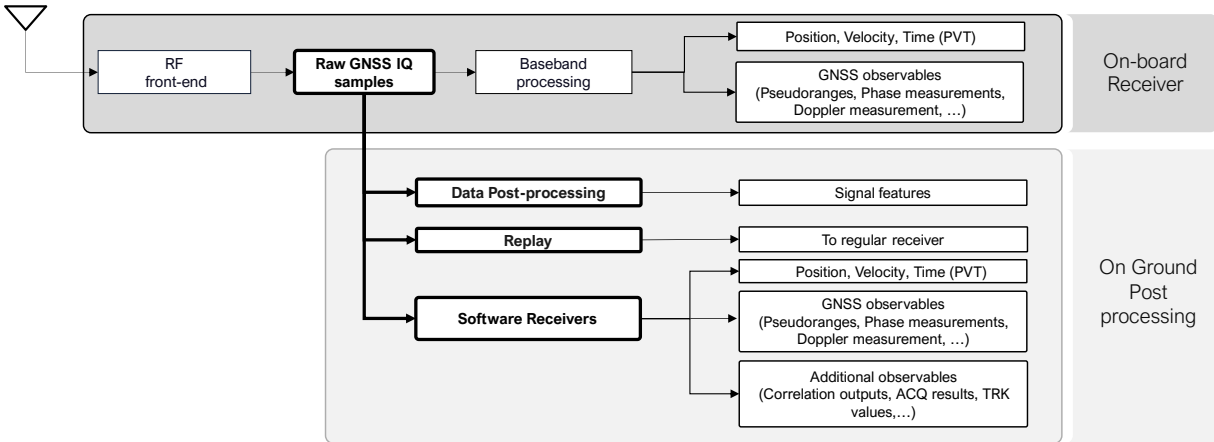 RF
front-end
Raw GNSS IQ
samples
Baseband
processing
Position, Velocity, Time (PVT)
GNSS observables
(Pseudoranges, Phase measurements,
Doppler measurement, …)
On-board
Receiver
Data Post-processing
Signal features
Replay
To regular receiver
Software Receivers
Position, Velocity, Time (PVT)
GNSS observables
(Pseudoranges, Phase measurements,
Doppler measurement, …)
Additional observables
(Correlation outputs, ACQ results, TRK
values,…)
On Ground
Post
processing